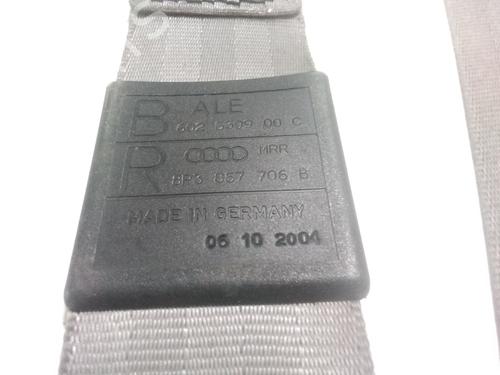 B ALE
602 5309 00 C
R MRR
8P3 857 706 B
MADE IN GERMANY
06 10 2004